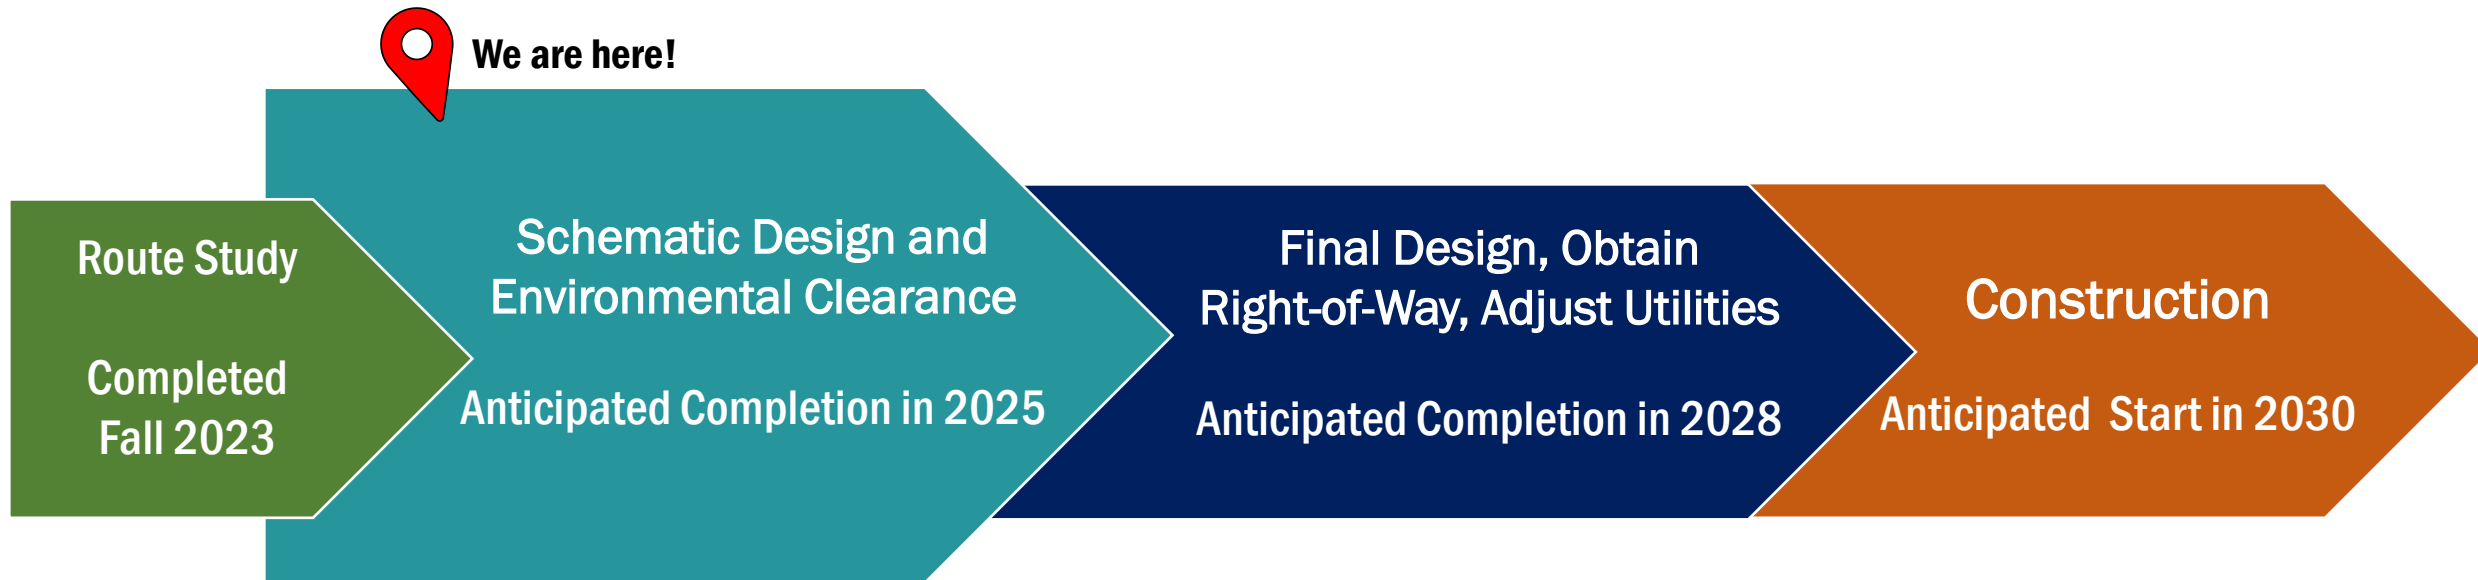 We are here!
Route Study
Completed
Fall 2023
Schematic Design and
Environmental Clearance
Anticipated Completion in 2025
Final Design, Obtain
Right-of-Way, Adjust Utilities
Anticipated Completion in 2028
Construction
Anticipated  Start in 2030